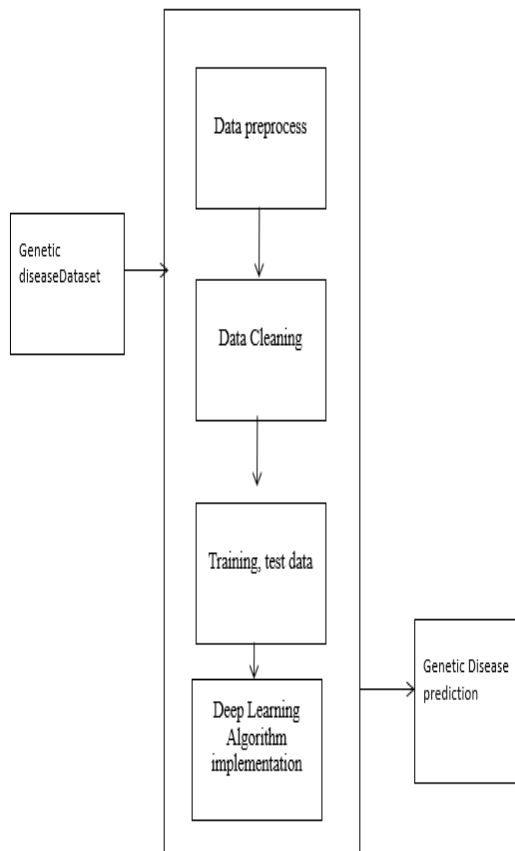 Data preprocess
Genetic
diseaseDataset
Data Cleaning
Training, test data
Deep Learning
Algorithm
implementation
Genetic Disease
prediction